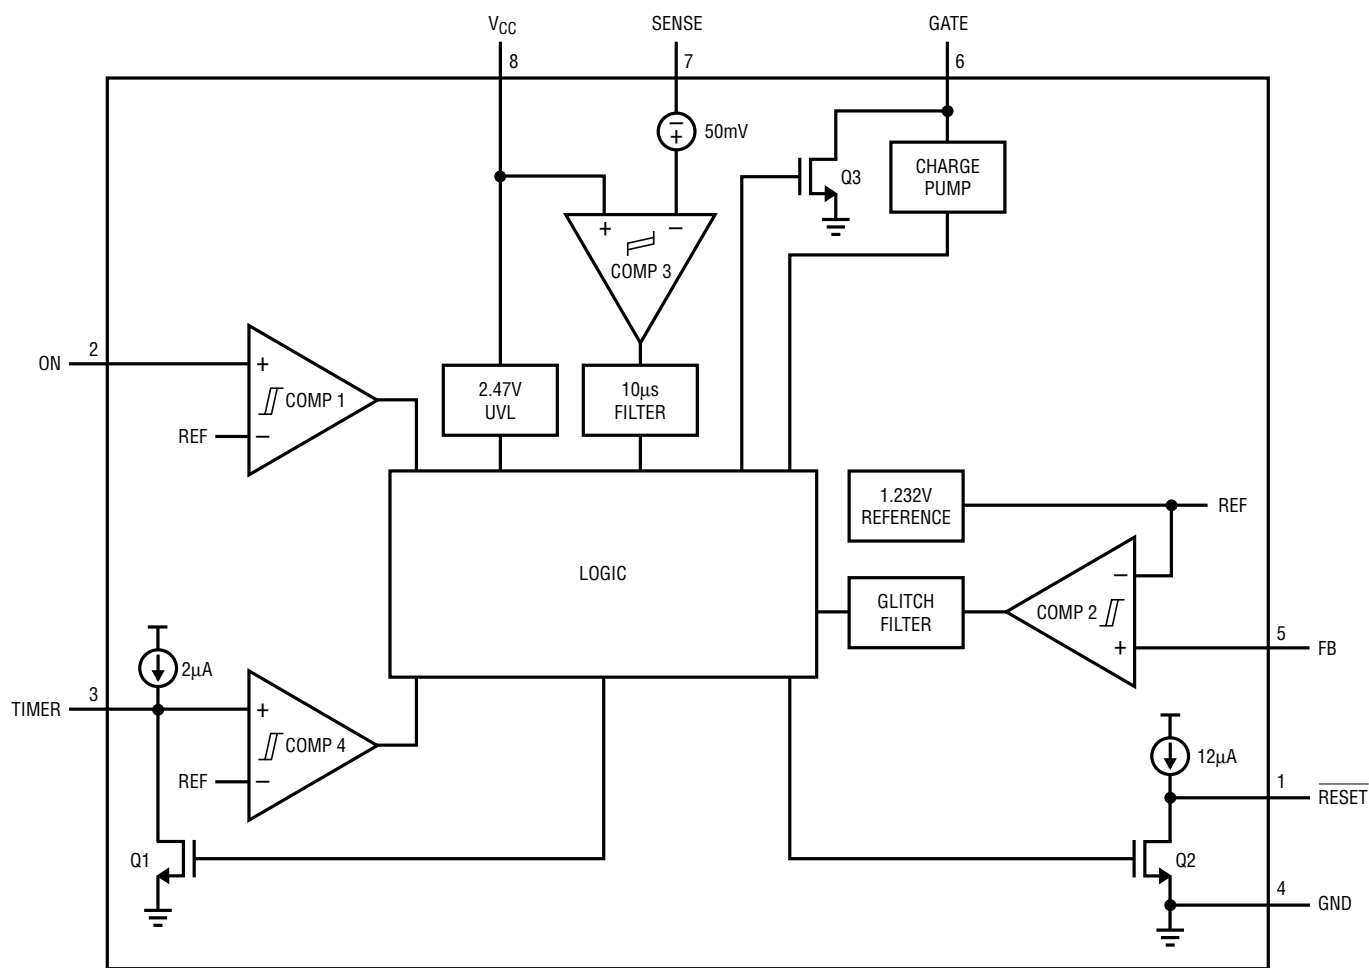 VCC
SENSE
GATE
8
7
6
−
+
50mV
Q3
CHARGE
PUMP
+
−
COMP 3
ON
2
+
COMP 1
REF
−
2.47V
UVL
10µs
FILTER
1.232V
REFERENCE
REF
LOGIC
GLITCH
FILTER
−
COMP 2
+
5
FB
2µA
TIMER
3
+
COMP 4
REF
−
12µA
1
RESET
Q1
Q2
4
GND